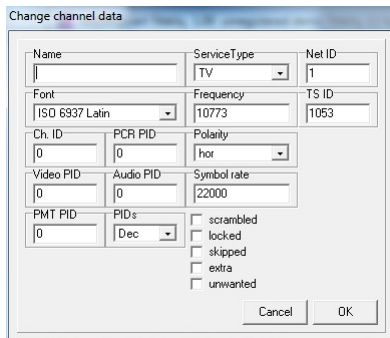 Change channel data
Name ServiceType Net ID
TV 1
Font Frequency TS ID
ISO 6937 Latin 10773 1053
Ch. ID PCR PID Polarity
0 0 hor
Video PID Audio PID Symbol rate
0 0 22000
PMT PID PIDs
0 Dec
scrambled
locked
skipped
extra
unwanted
Cancel OK